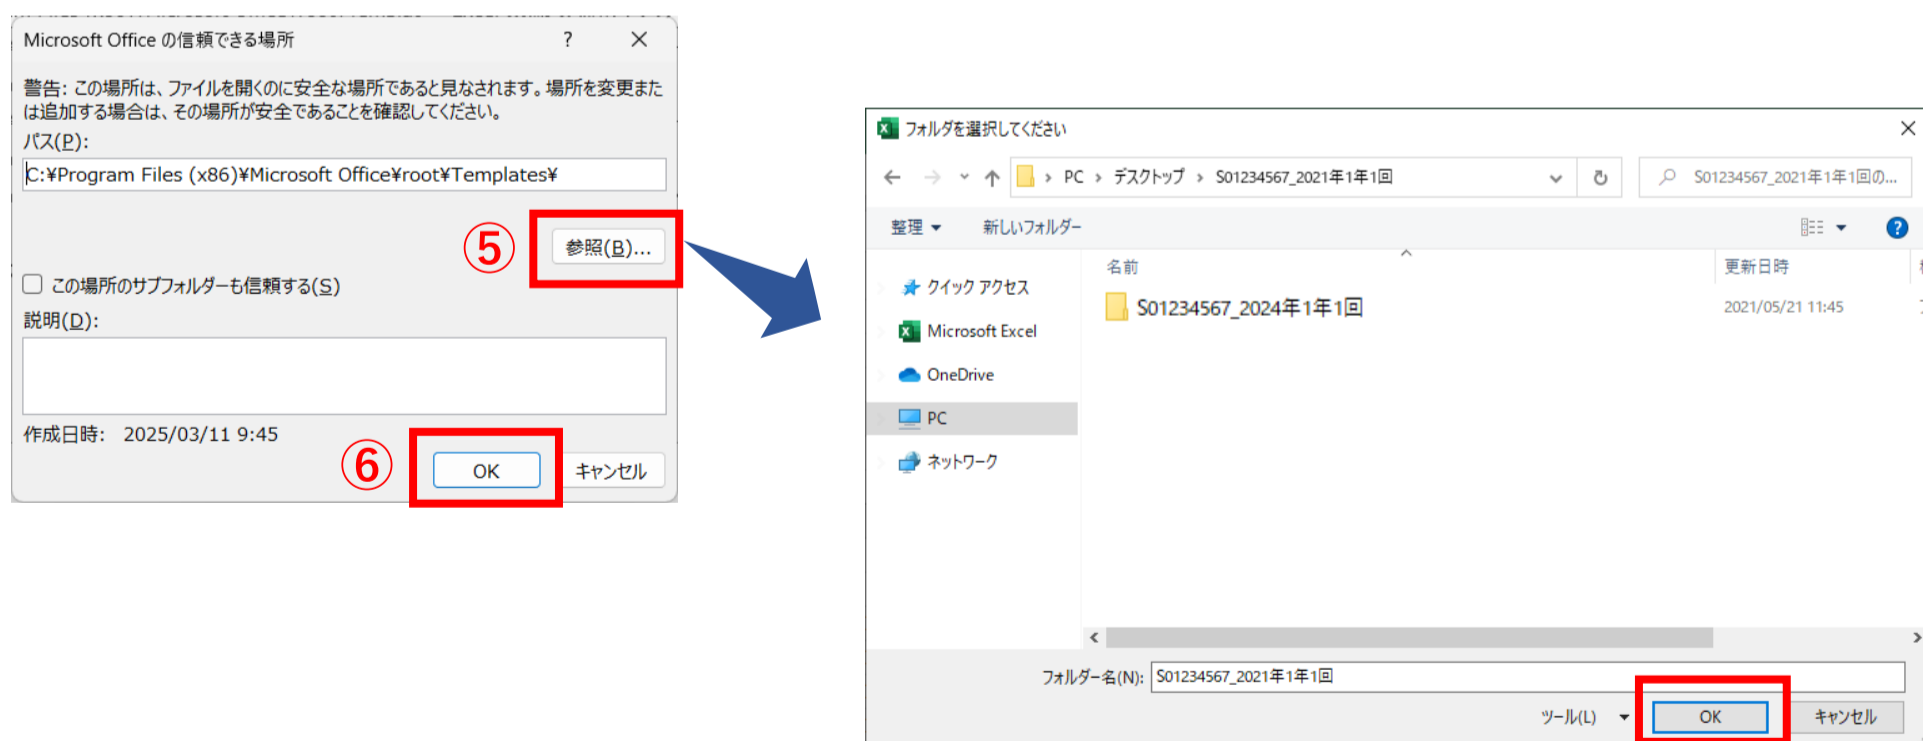 Microsoft Office の信頼できる場所
?
警告: この場所は、ファイルを開くのに安全な場所であると見なされます。場所を変更また
は追加する場合は、その場所が安全であることを確認してください。
パス(P):
C:¥Program Files (x86)¥Microsoft Office¥root¥Templates¥
⑤
参照(B)...
この場所のサブフォルダーも信頼する(S)
説明(D):
作成日時: 2025/03/11 9:45
⑥
OK
キャンセル
フォルダを選択してください
PC › デスクトップ › S01234567_2021年1年1回
S01234567_2021年1年1回の...
整理
新しいフォルダー
?
名前
更新日時
クイック アクセス
S01234567_2024年1年1回
2021/05/21 11:45
Microsoft Excel
OneDrive
PC
ネットワーク
フォルダー名(N):
S01234567_2021年1年1回
ツール(L)
OK
キャンセル